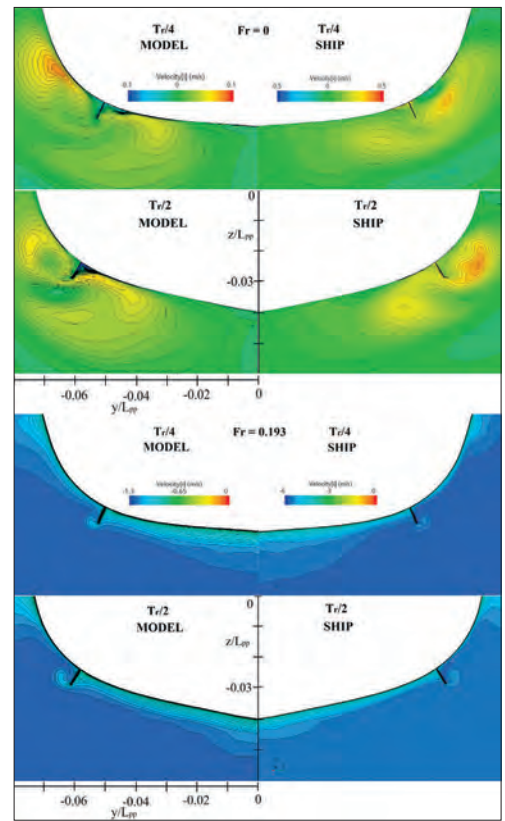 Tr/4 Fr = 0 Tr/4
MODEL SHIP
Velocity[i] (m/s) Velocity[i] (m/s)
-0.1 0 0.1 -0.5 0 0.5
Tr/2 0 Tr/2
MODEL z/Lpp SHIP
-0.03
-0.06 -0.04 -0.02 0
y/Lpp
Tr/4 Fr = 0.193 Tr/4
MODEL SHIP
Velocity[i] (m/s) Velocity[i] (m/s)
-1.3 -0.65 0 -6 -3 0
Tr/2 0 Tr/2
MODEL z/Lpp SHIP
-0.03
-0.06 -0.04 -0.02 0
y/Lpp